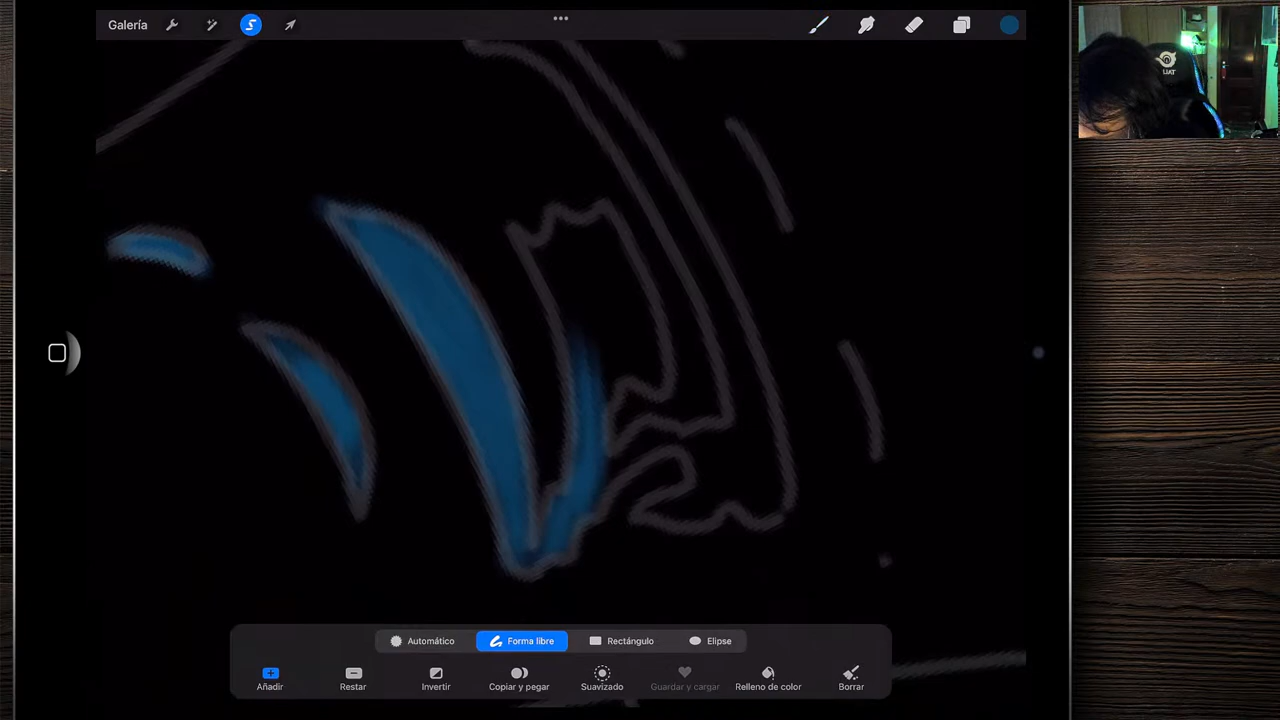 Galería
Automático Forma libre Rectángulo Elipse
Añadir Restar Invertir Copiar y pegar Suavizado Guardar y cargar Relleno de color Borrar